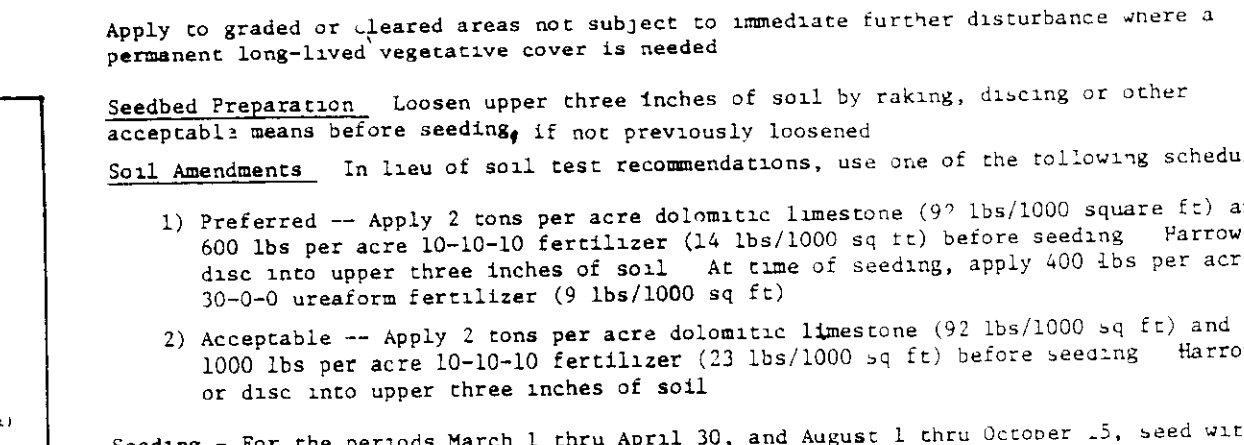 Apply to graded or cleared areas not subject to immediate further disturbance where a
permanent long-lived vegetative cover is needed
Seedbed Preparation Loosen upper three inches of soil by raking, discing or other
acceptable means before seeding, if not previously loosened
Soil Amendments In lieu of soil test recommendations, use one of the following schedu
1) Preferred -- Apply 2 tons per acre dolomitic limestone (92 lbs/1000 square ft) a
600 lbs per acre 10-10-10 fertilizer (14 lbs/1000 sq ft) before seeding Harrow
disc into upper three inches of soil At time of seeding, apply 400 lbs per acr
30-0-0 ureaform fertilizer (9 lbs/1000 sq ft)
2) Acceptable -- Apply 2 tons per acre dolomitic limestone (92 lbs/1000 sq ft) and
1000 lbs per acre 10-10-10 fertilizer (23 lbs/1000 sq ft) before seeding Harro
or disc into upper three inches of soil
Seeding - For the periods March 1 thru April 30, and August 1 thru October 15, seed wit